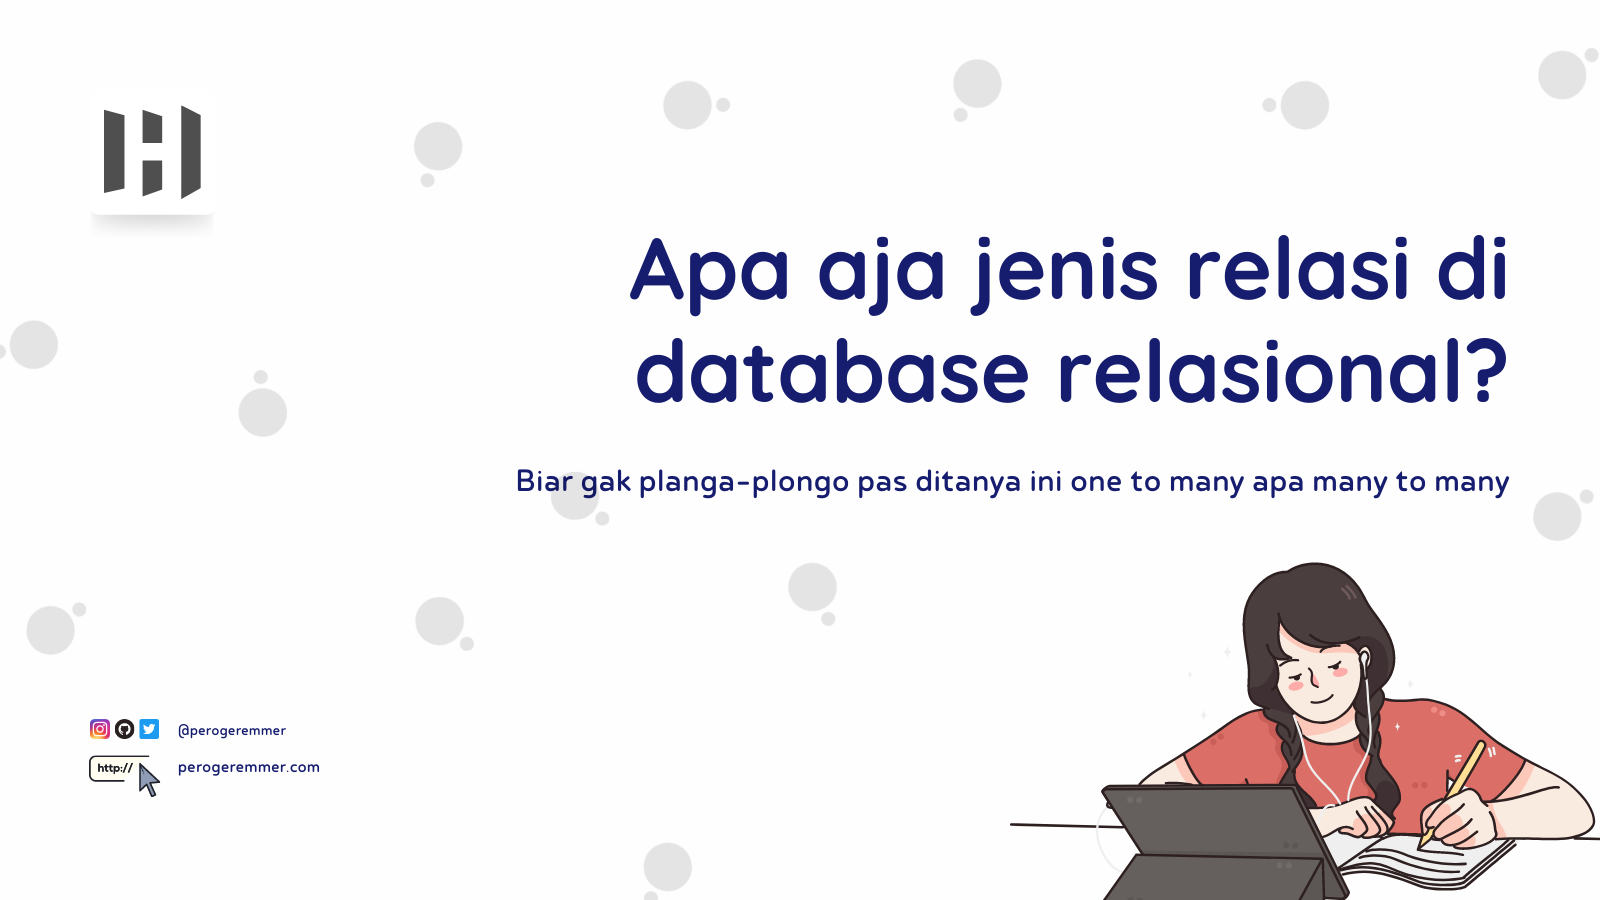 Apa aja jenis relasi di
database relasional?
Biar gak planga-plongo pas ditanya ini one to many apa many to many
@perogeremmer
http://
perogeremmer.com